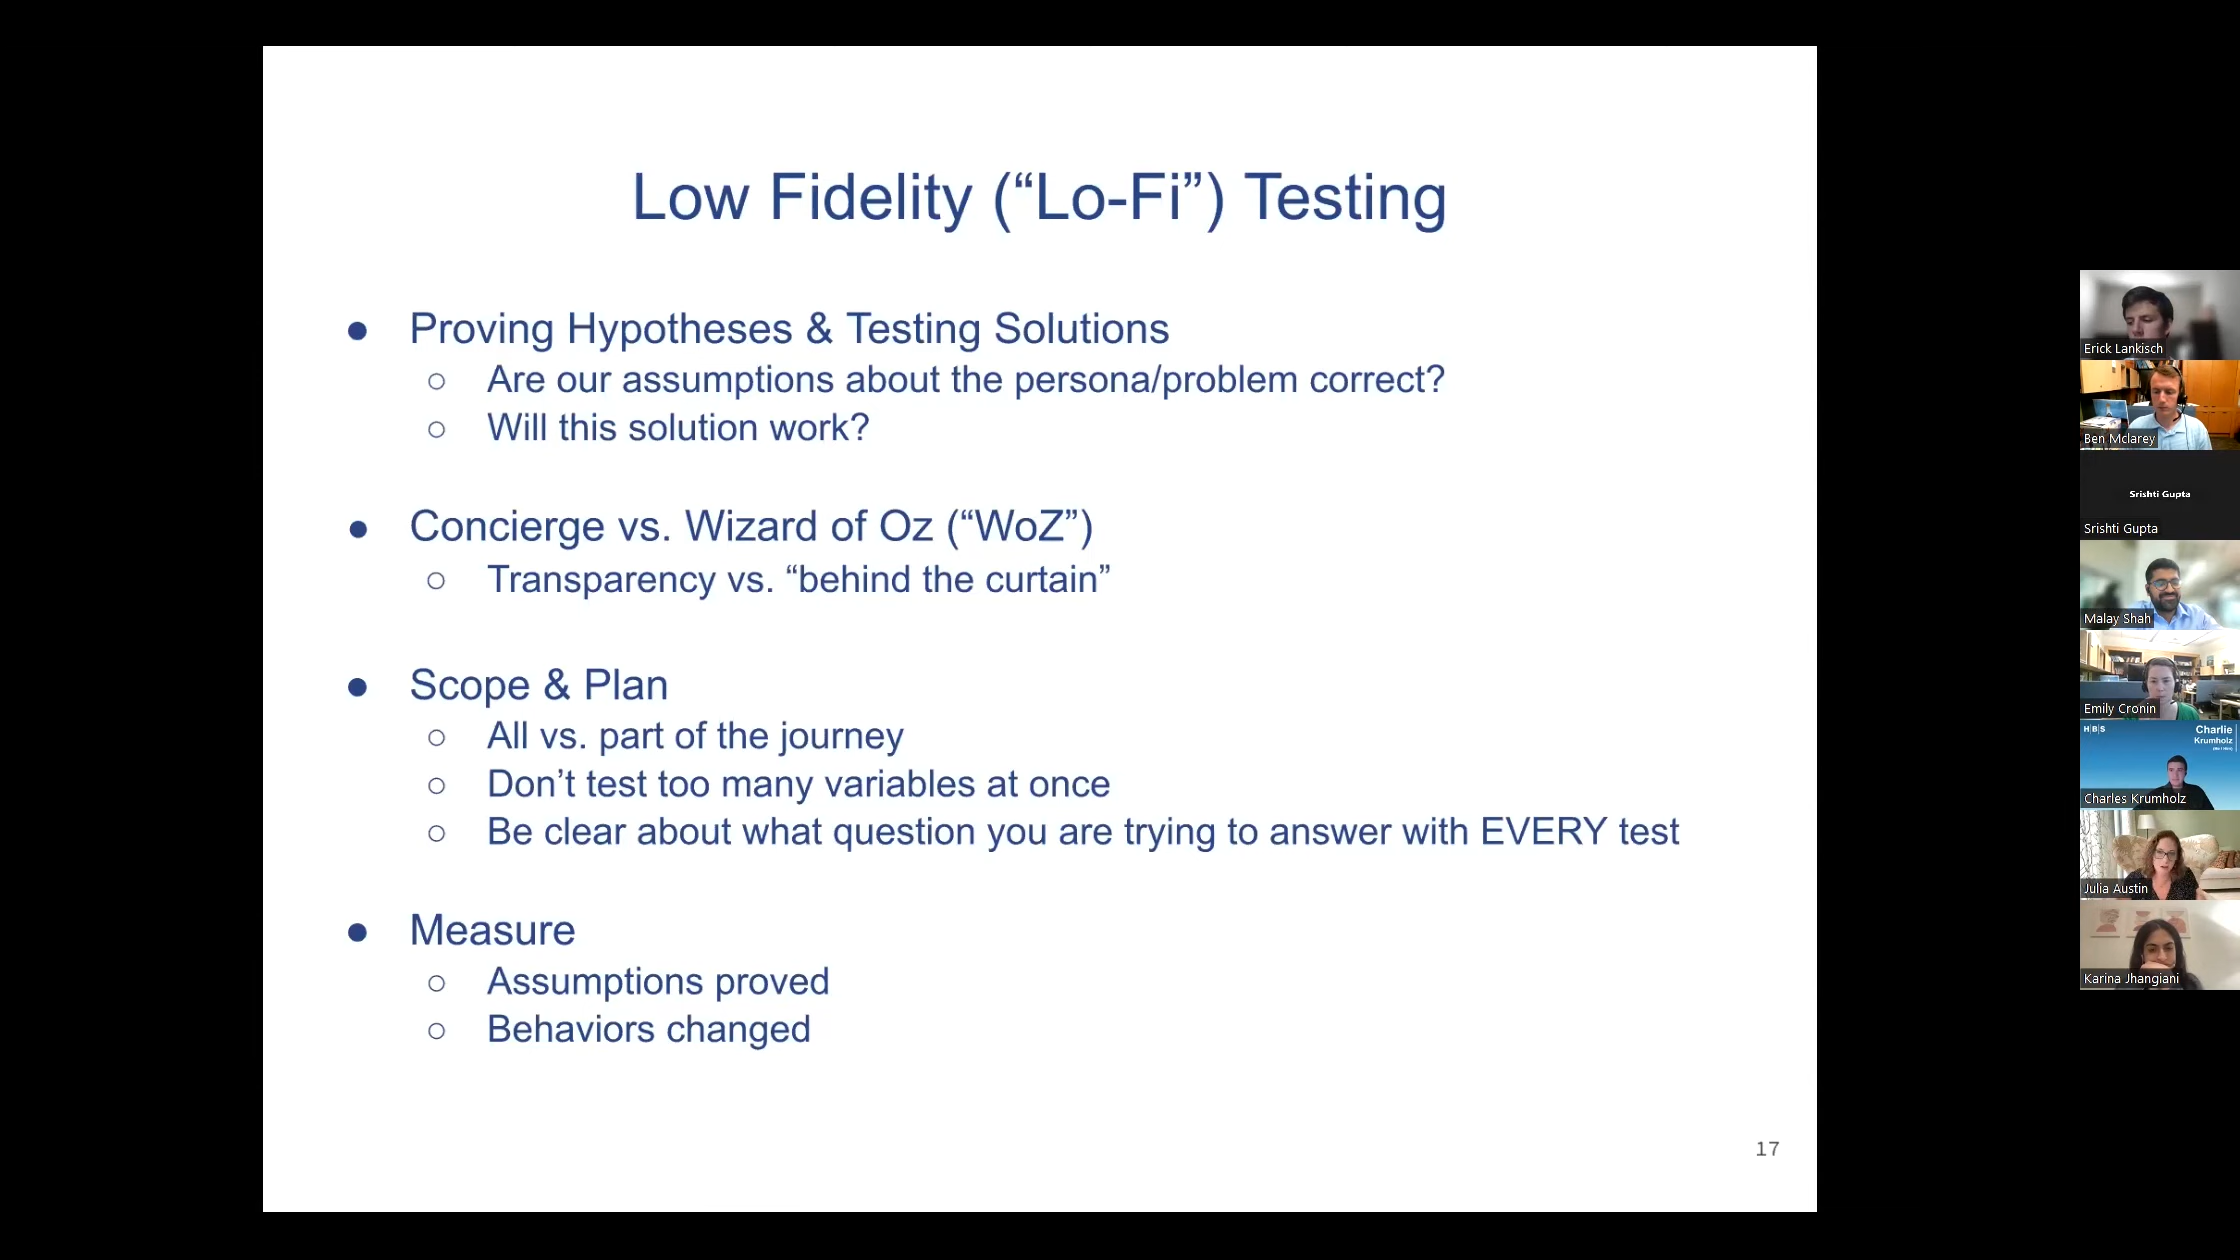 Low Fidelity (“Lo-Fi”) Testing
● Proving Hypotheses & Testing Solutions
○ Are our assumptions about the persona/problem correct?
○ Will this solution work?
● Concierge vs. Wizard of Oz (“WoZ”)
○ Transparency vs. “behind the curtain”
● Scope & Plan
○ All vs. part of the journey
○ Don’t test too many variables at once
○ Be clear about what question you are trying to answer with EVERY test
● Measure
○ Assumptions proved
○ Behaviors changed
17
Erick Lankisch
Ben Mclarey
Srishti Gupta
Srishti Gupta
Malay Shah
Emily Cronin
H|B|S
Charlie
Krumholz
Charles Krumholz
Julia Austin
Karina Jhangiani